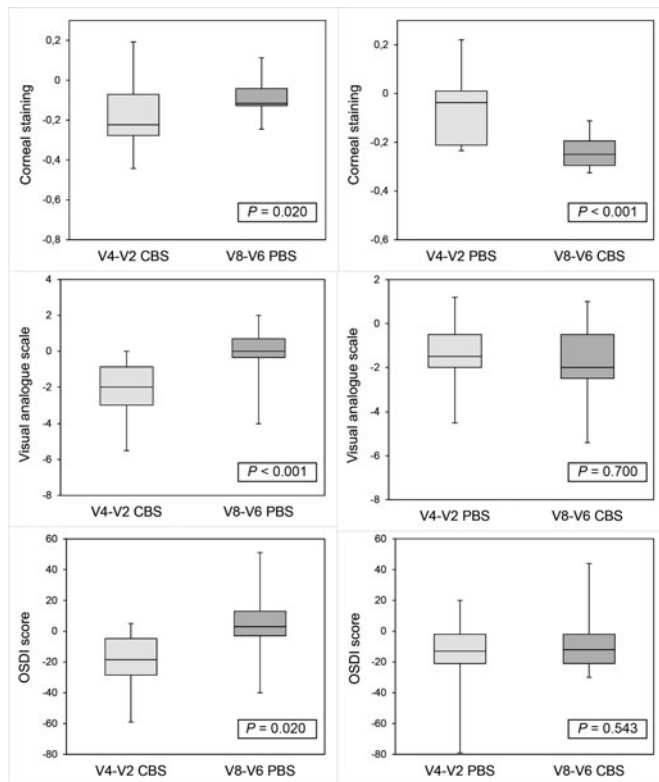 0,2
0
-0,2
-0,4
-0,6
-0,8
Corneal staining
P = 0.020
V4-V2 CBS V8-V6 PBS
0,2
0
-0,2
-0,4
-0,6
Corneal staining
P < 0.001
V4-V2 PBS V8-V6 CBS
4
2
0
-2
-4
-6
-8
Visual analogue scale
P < 0.001
V4-V2 CBS V8-V6 PBS
2
0
-2
-4
-6
-8
Visual analogue scale
P = 0.700
V4-V2 PBS V8-V6 CBS
60
40
20
0
-20
-40
-60
-80
OSDI score
P = 0.020
V4-V2 CBS V8-V6 PBS
60
40
20
0
-20
-40
-60
-80
OSDI score
P = 0.543
V4-V2 PBS V8-V6 CBS